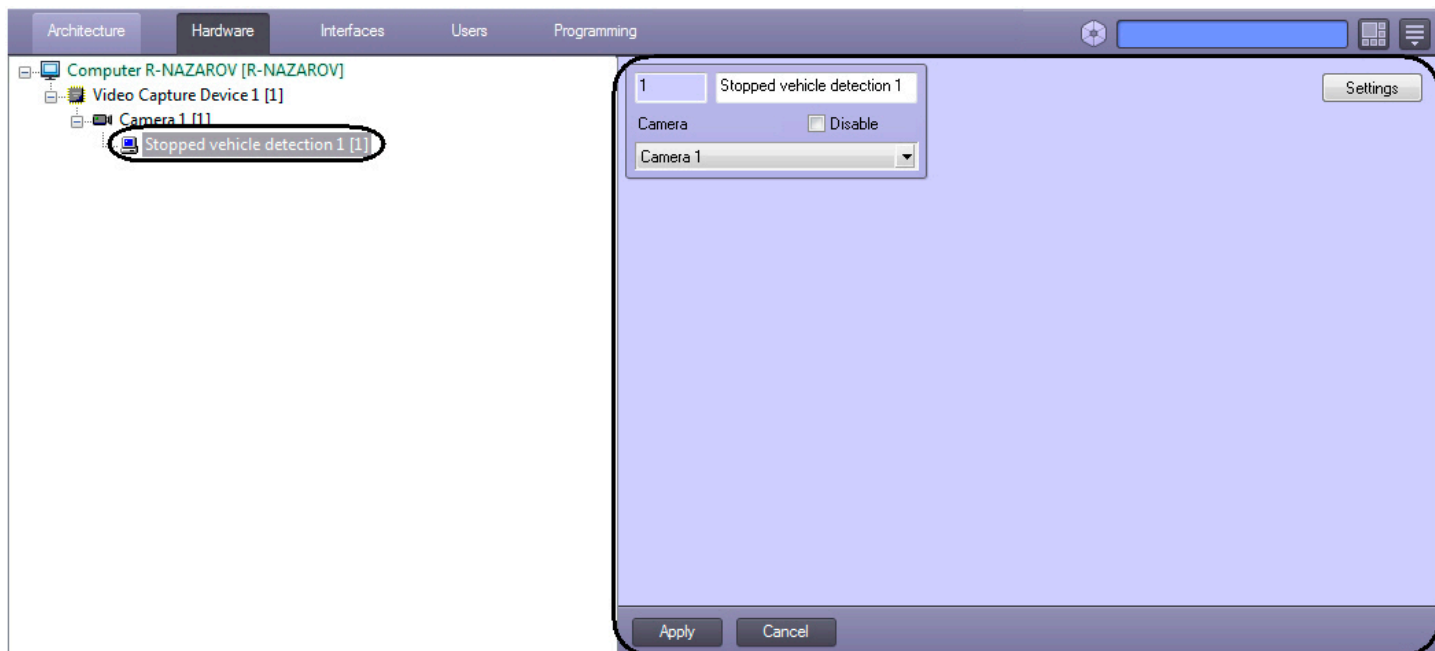 Architecture Hardware Interfaces Users Programming
Computer R-NAZAROV [R-NAZAROV]
Video Capture Device 1 [1]
Camera 1 [1]
Stopped vehicle detection 1 [1]
1 Stopped vehicle detection 1
Settings
Camera Disable
Camera 1
Apply Cancel